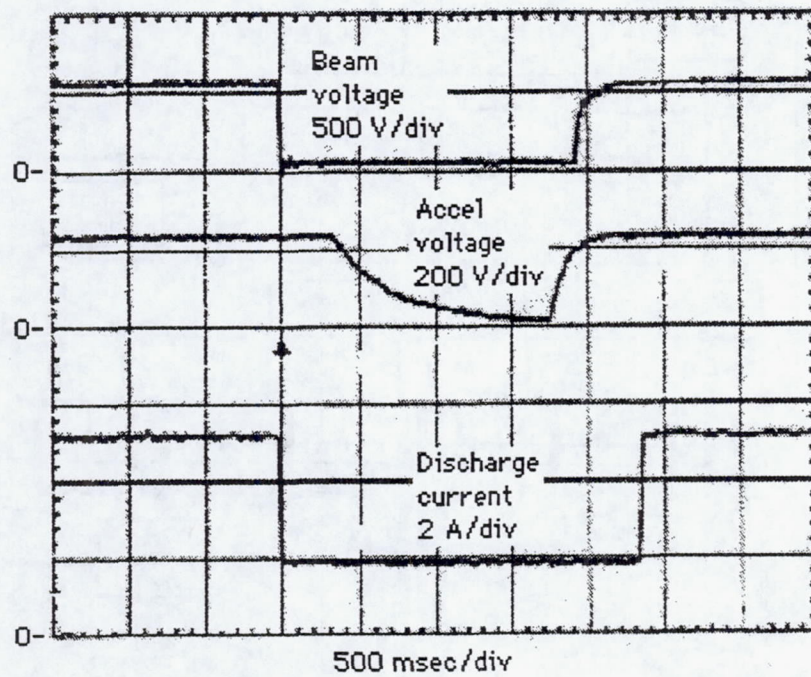 Beam
voltage
500 V/div
0-
Accel
voltage
200 V/div
0-
Discharge
current
2 A/div
0-
500 msec/div